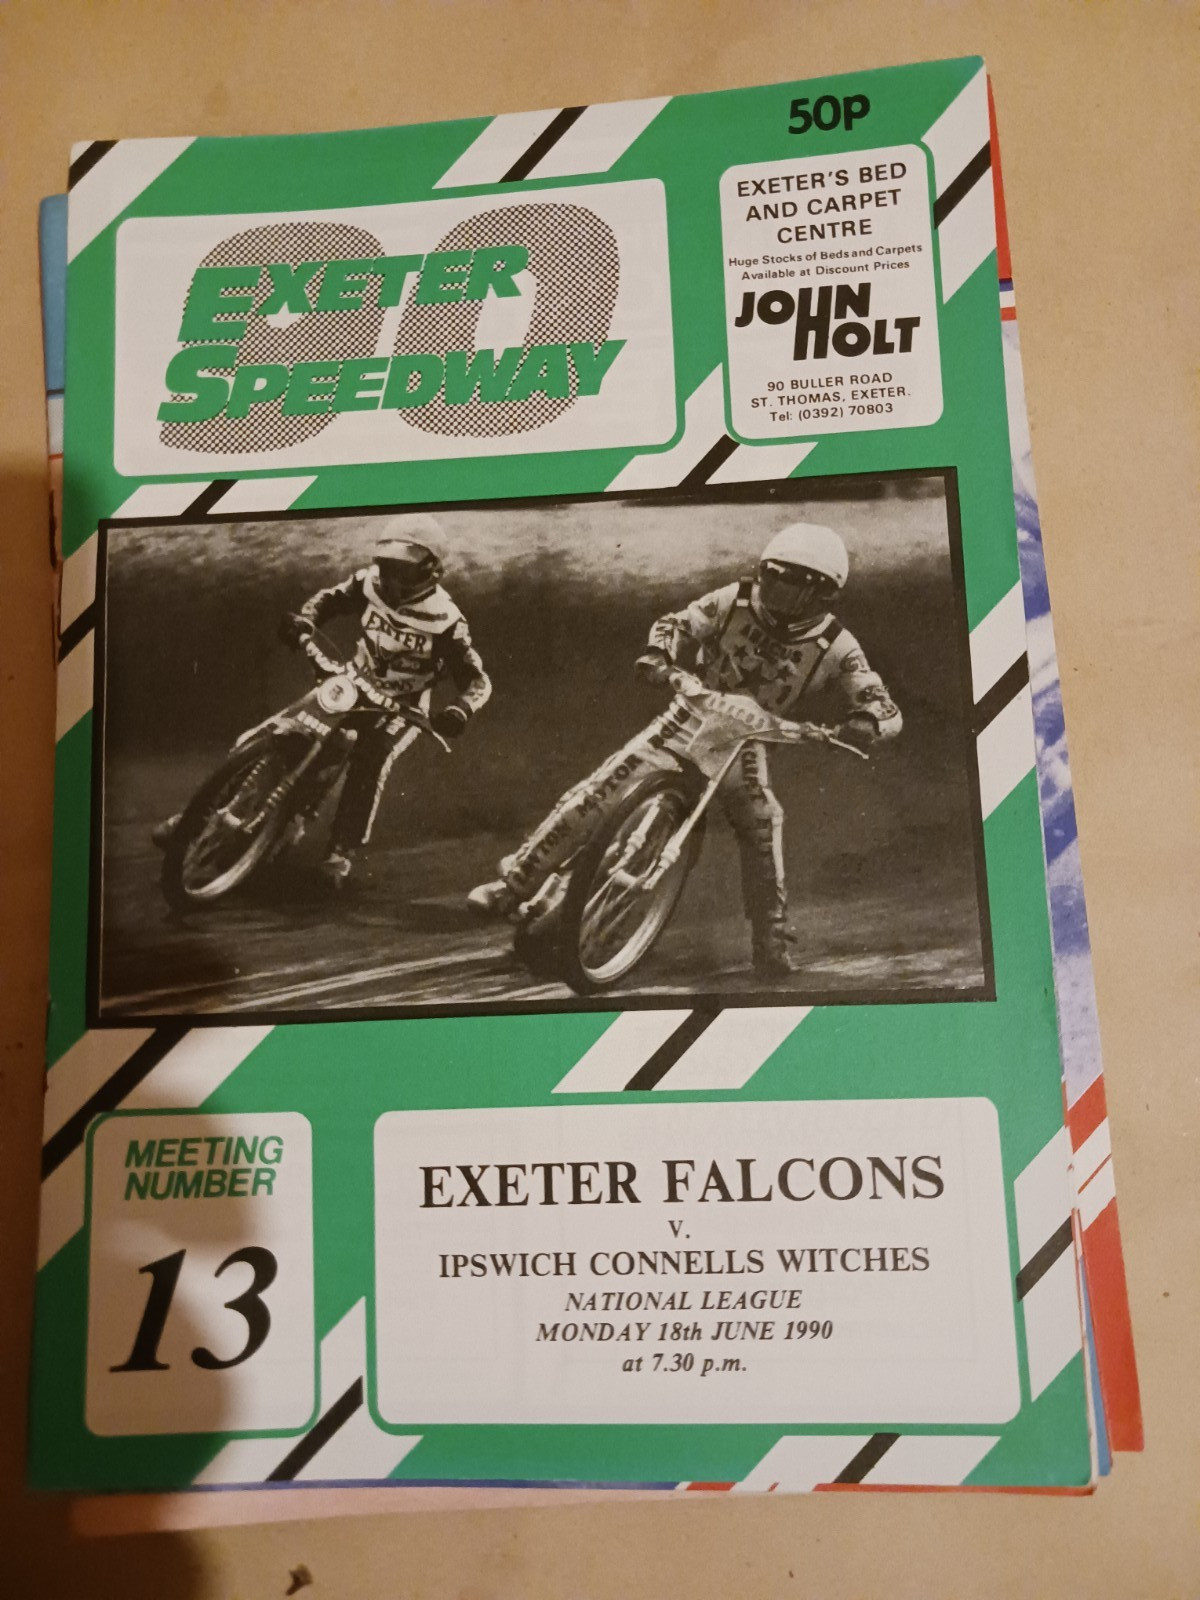 50P
90
EXETER
SPEEDWAY
EXETER'S BED
AND CARPET
CENTRE
Huge Stocks of Beds and Carpets
Available at Discount Prices
JOHN
HOLT
90 BULLER ROAD
ST. THOMAS, EXETER.
Tel: (0392) 70803
EXETER
MOTOR
MEETING
NUMBER
13
EXETER FALCONS
V.
IPSWICH CONNELLS WITCHES
NATIONAL LEAGUE
MONDAY 18th JUNE 1990
at 7.30 p.m.